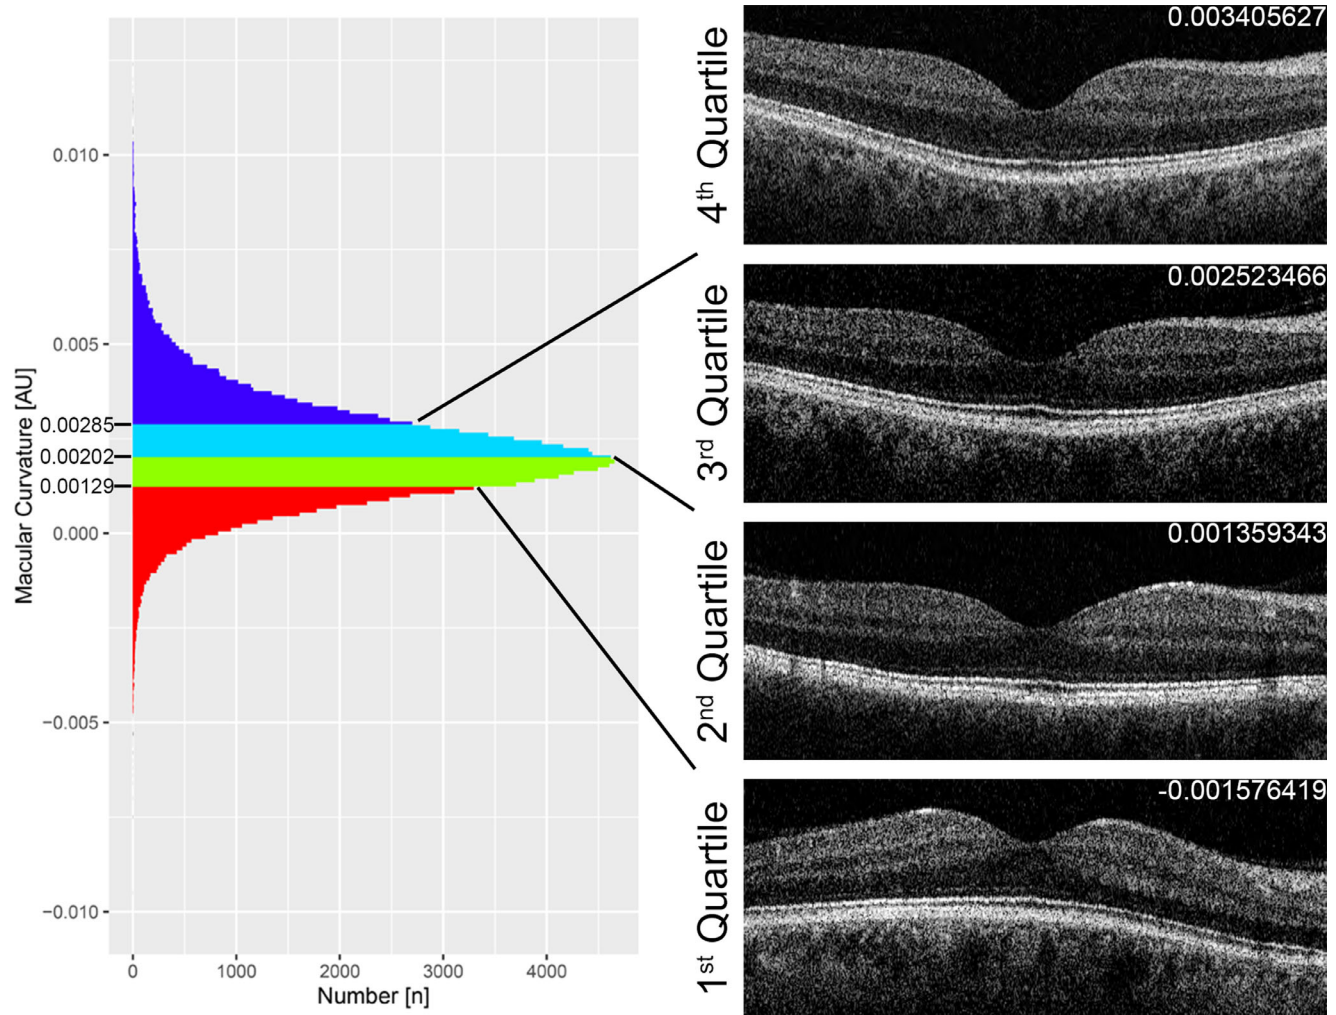 0.010
0.005
0.00285
0.00202
0.00129
0.000
−0.005
−0.010
Macular Curvature [AU]
0
1000
2000
3000
4000
Number [n]
4th Quartile
0.003405627
3rd Quartile
0.002523466
2nd Quartile
0.001359343
1st Quartile
-0.001576419